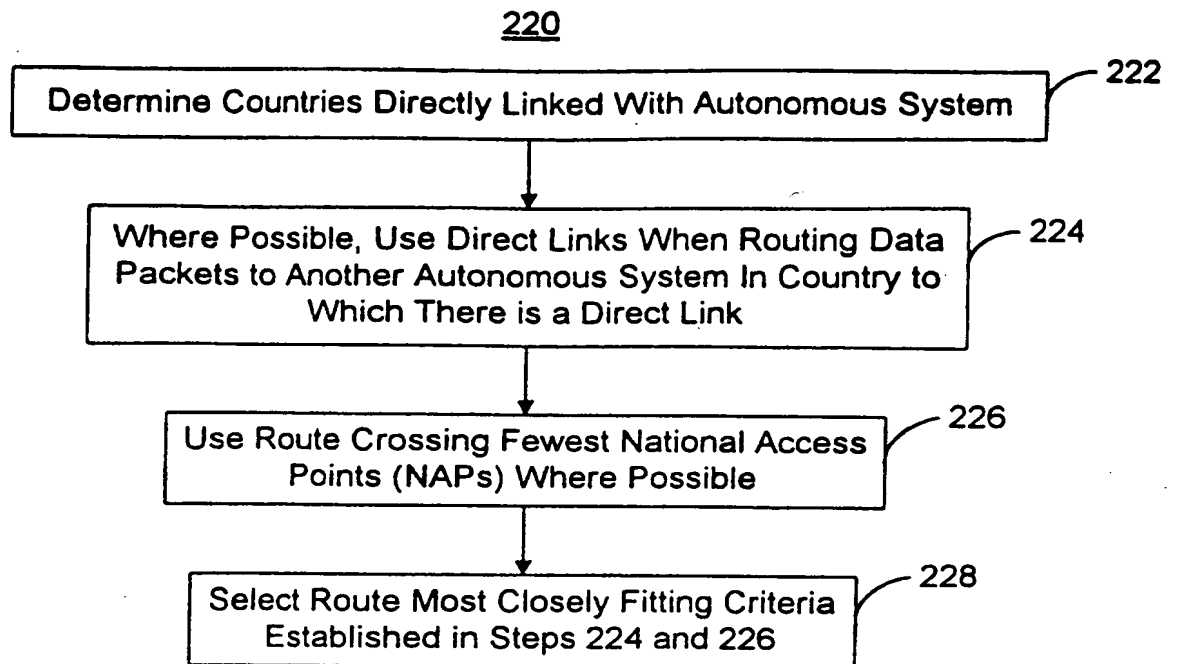 220
222
Determine Countries Directly Linked With Autonomous System
224
Where Possible, Use Direct Links When Routing Data
Packets to Another Autonomous System In Country to
Which There is a Direct Link
226
Use Route Crossing Fewest National Access
Points (NAPs) Where Possible
228
Select Route Most Closely Fitting Criteria
Established in Steps 224 and 226